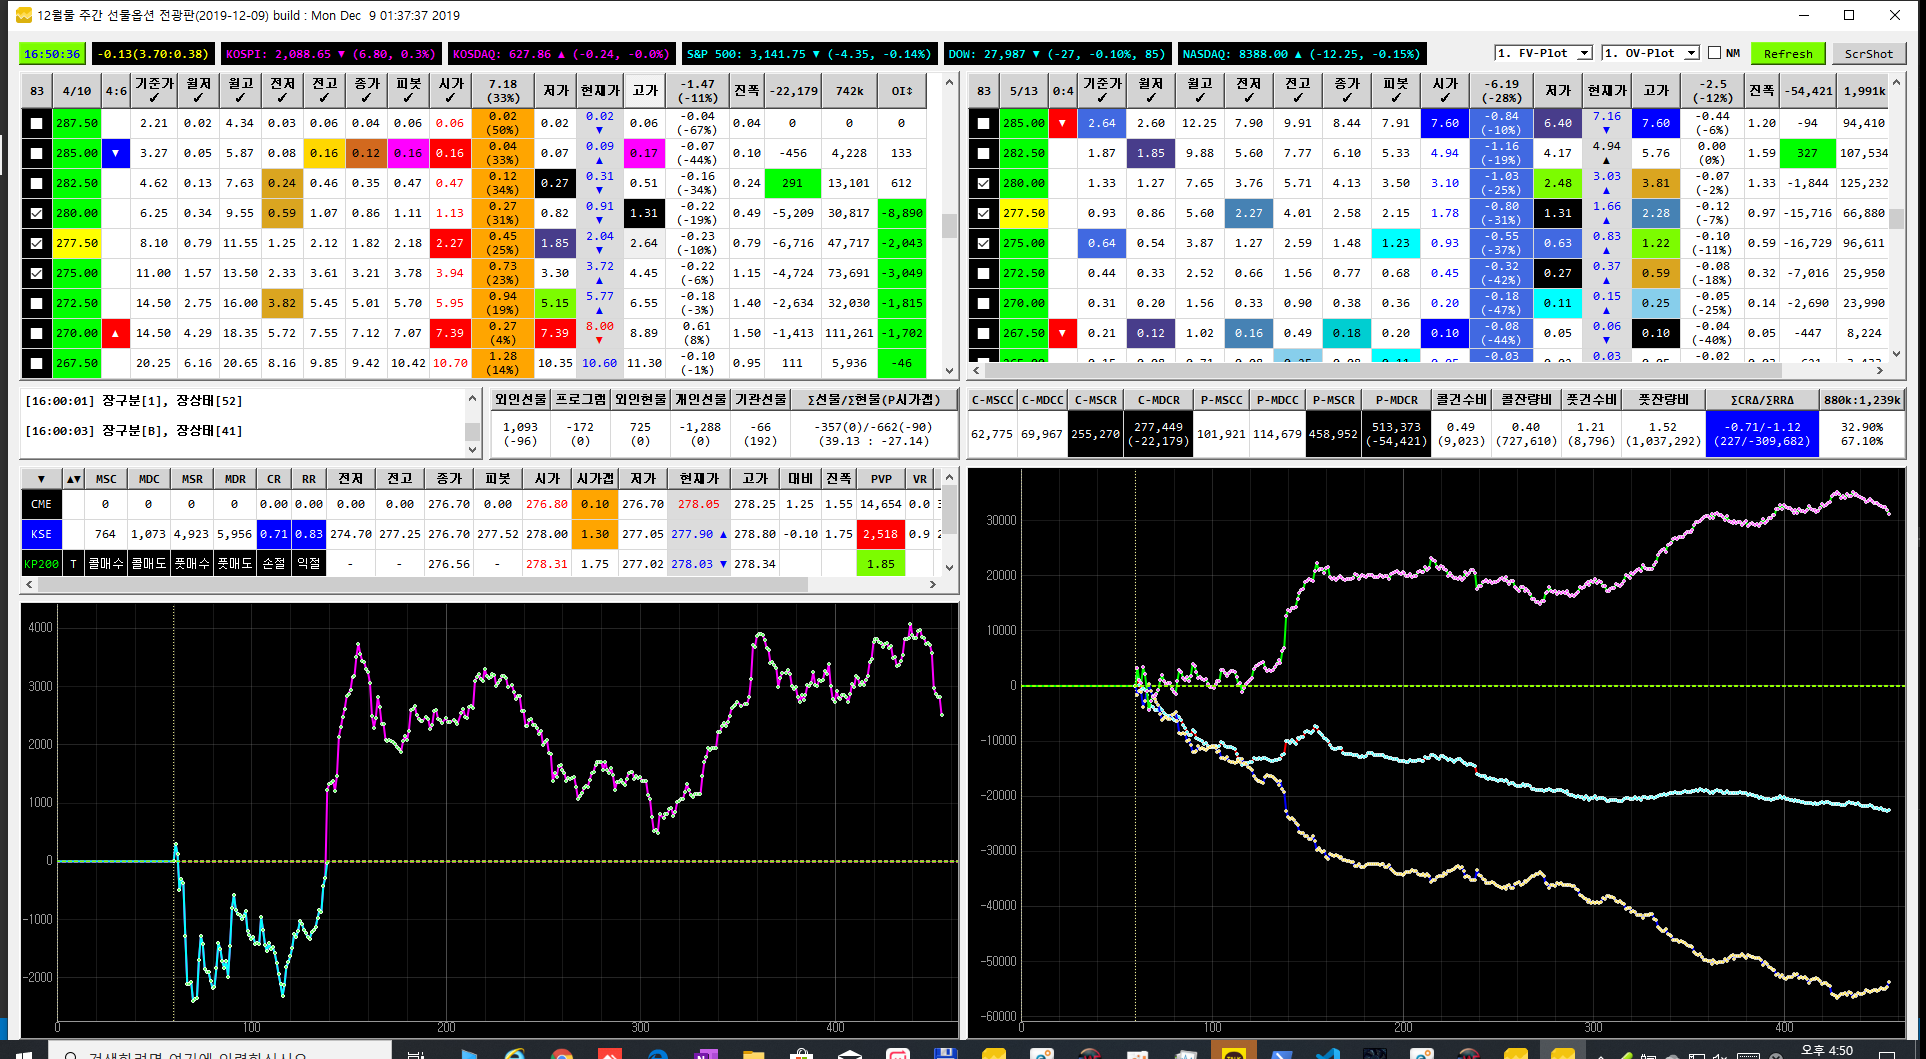 12월물 주간 선물옵션 전광판(2019-12-09) build : Mon Dec  9 01:37:37 2019
16:50:36 -0.13(3.70:0.38) KOSPI: 2,088.65 ▼ (6.80, 0.3%) KOSDAQ: 627.86 ▲ (-0.24, -0.0%) S&P 500: 3,141.75 ▼ (-4.35, -0.14%) DOW: 27,987 ▼ (-27, -0.10%, 85) NASDAQ: 8388.00 ▲ (-12.25, -0.15%) 1. FV-Plot 1. OV-Plot NM Refresh ScrShot
83 4/10 4:6 기준가✓ 월저✓ 월고✓ 전저✓ 전고✓ 종가✓ 피봇✓ 시가✓ 7.18 (33%) 저가 현재가 고가 -1.47 (-11%) 진폭 -22,179 742k OI↕
287.50 2.21 0.02 4.34 0.03 0.06 0.04 0.06 0.06 0.02 (50%) 0.02 0.02 ▼ 0.06 -0.04 (-67%) 0.04 0 0 0
285.00 ▼ 3.27 0.05 5.87 0.08 0.16 0.12 0.16 0.16 0.04 (33%) 0.07 0.09 ▲ 0.17 -0.07 (-44%) 0.10 -456 4,228 133
282.50 4.62 0.13 7.63 0.24 0.46 0.35 0.47 0.47 0.12 (34%) 0.27 0.31 ▼ 0.51 -0.16 (-34%) 0.24 291 13,101 612
280.00 6.25 0.34 9.55 0.59 1.07 0.86 1.11 1.13 0.27 (31%) 0.82 0.91 ▼ 1.31 -0.22 (-19%) 0.49 -5,209 30,817 -8,890
277.50 8.10 0.79 11.55 1.25 2.12 1.82 2.18 2.27 0.45 (25%) 1.85 2.04 ▼ 2.64 -0.23 (-10%) 0.79 -6,716 47,717 -2,043
275.00 11.00 1.57 13.50 2.33 3.61 3.21 3.78 3.94 0.73 (23%) 3.30 3.72 ▲ 4.45 -0.22 (-6%) 1.15 -4,724 73,691 -3,049
272.50 14.50 2.75 16.00 3.82 5.45 5.01 5.70 5.95 0.94 (19%) 5.15 5.77 ▲ 6.55 -0.18 (-3%) 1.40 -2,634 32,030 -1,815
270.00 ▲ 14.50 4.29 18.35 5.72 7.55 7.12 7.07 7.39 0.27 (4%) 7.39 8.00 ▼ 8.89 0.61 (8%) 1.50 -1,413 111,261 -1,702
267.50 20.25 6.16 20.65 8.16 9.85 9.42 10.42 10.70 1.28 (14%) 10.35 10.60 11.30 -0.10 (-1%) 0.95 111 5,936 -46
83 5/13 0:4 기준가✓ 월저✓ 월고✓ 전저✓ 전고✓ 종가✓ 피봇✓ 시가✓ -6.19 (-28%) 저가 현재가 고가 -2.5 (-12%) 진폭 -54,421 1,991k
285.00 ▼ 2.64 2.60 12.25 7.90 9.91 8.44 7.91 7.60 -0.84 (-10%) 6.40 7.16 ▼ 7.60 -0.44 (-6%) 1.20 -94 94,410
282.50 1.87 1.85 9.88 5.60 7.77 6.10 5.33 4.94 -1.16 (-19%) 4.17 4.94 ▲ 5.76 0.00 (0%) 1.59 327 107,534
280.00 1.33 1.27 7.65 3.76 5.71 4.13 3.50 3.10 -1.03 (-25%) 2.48 3.03 ▲ 3.81 -0.07 (-2%) 1.33 -1,844 125,232
277.50 0.93 0.86 5.60 2.27 4.01 2.58 2.15 1.78 -0.80 (-31%) 1.31 1.66 ▲ 2.28 -0.12 (-7%) 0.97 -15,716 66,880
275.00 0.64 0.54 3.87 1.27 2.59 1.48 1.23 0.93 -0.55 (-37%) 0.63 0.83 ▲ 1.22 -0.10 (-11%) 0.59 -16,729 96,611
272.50 0.44 0.33 2.52 0.66 1.56 0.77 0.68 0.45 -0.32 (-42%) 0.27 0.37 ▲ 0.59 -0.08 (-18%) 0.32 -7,016 25,950
270.00 0.31 0.20 1.56 0.33 0.90 0.38 0.36 0.20 -0.18 (-47%) 0.11 0.15 ▲ 0.25 -0.05 (-25%) 0.14 -2,690 23,990
267.50 ▼ 0.21 0.12 1.02 0.16 0.49 0.18 0.20 0.10 -0.08 (-44%) 0.05 0.06 ▼ 0.10 -0.04 (-40%) 0.05 -447 8,224
-0.03 0.03 -0.02
[16:00:01] 장구분[1], 장상태[52]
[16:00:03] 장구분[B], 장상태[41]
외인선물 프로그램 외인현물 개인선물 기관선물 Σ선물/Σ현물(P시가갭)
1,093 (-96) -172 (0) 725 (0) -1,288 (0) -66 (192) -357(0)/-662(-90) (39.13 : -27.14)
C-MSCC C-MDCC C-MSCR C-MDCR P-MSCC P-MDCC P-MSCR P-MDCR 콜건수비 콜잔량비 풋건수비 풋잔량비 ΣCRΔ/ΣRRΔ 880k:1,239k
62,775 69,967 255,270 277,449 (-22,179) 101,921 114,679 458,952 513,373 (-54,421) 0.49 (9,023) 0.40 (727,610) 1.21 (8,796) 1.52 (1,037,292) -0.71/-1.12 (227/-309,682) 32.90% 67.10%
▼ ▲▼ MSC MDC MSR MDR CR RR 전저 전고 종가 피봇 시가 시가갭 저가 현재가 고가 대비 진폭 PVP VR
CME 0 0 0 0 0.00 0.00 0.00 0.00 276.70 0.00 276.80 0.10 276.70 278.05 278.25 1.25 1.55 14,654 0.0
KSE 764 1,073 4,923 5,956 0.71 0.83 274.70 277.25 276.70 277.52 278.00 1.30 277.05 277.90 ▲ 278.80 -0.10 1.75 2,518 0.9
KP200 T 콜매수 콜매도 풋매수 풋매도 손절 익절 - - 276.56 - 278.31 1.75 277.02 278.03 ▼ 278.34 1.85
4000
3000
2000
1000
0
-1000
-2000
0 100 200 300 400
30000
20000
10000
0
-10000
-20000
-30000
-40000
-50000
-60000
0 100 200 300 400
검색하려면 여기에 입력하십시오
오후 4:50